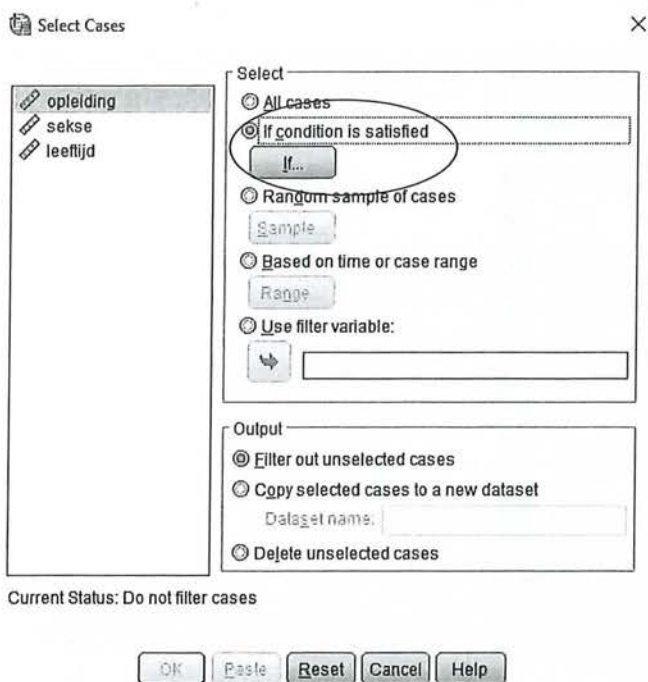 Select Cases
opleiding
sekse
leeftijd
Select
All cases
If condition is satisfied
If...
Random sample of cases
Sample...
Based on time or case range
Range...
Use filter variable:
Output
Filter out unselected cases
Copy selected cases to a new dataset
Dataset name:
Delete unselected cases
Current Status: Do not filter cases
OK Paste Reset Cancel Help